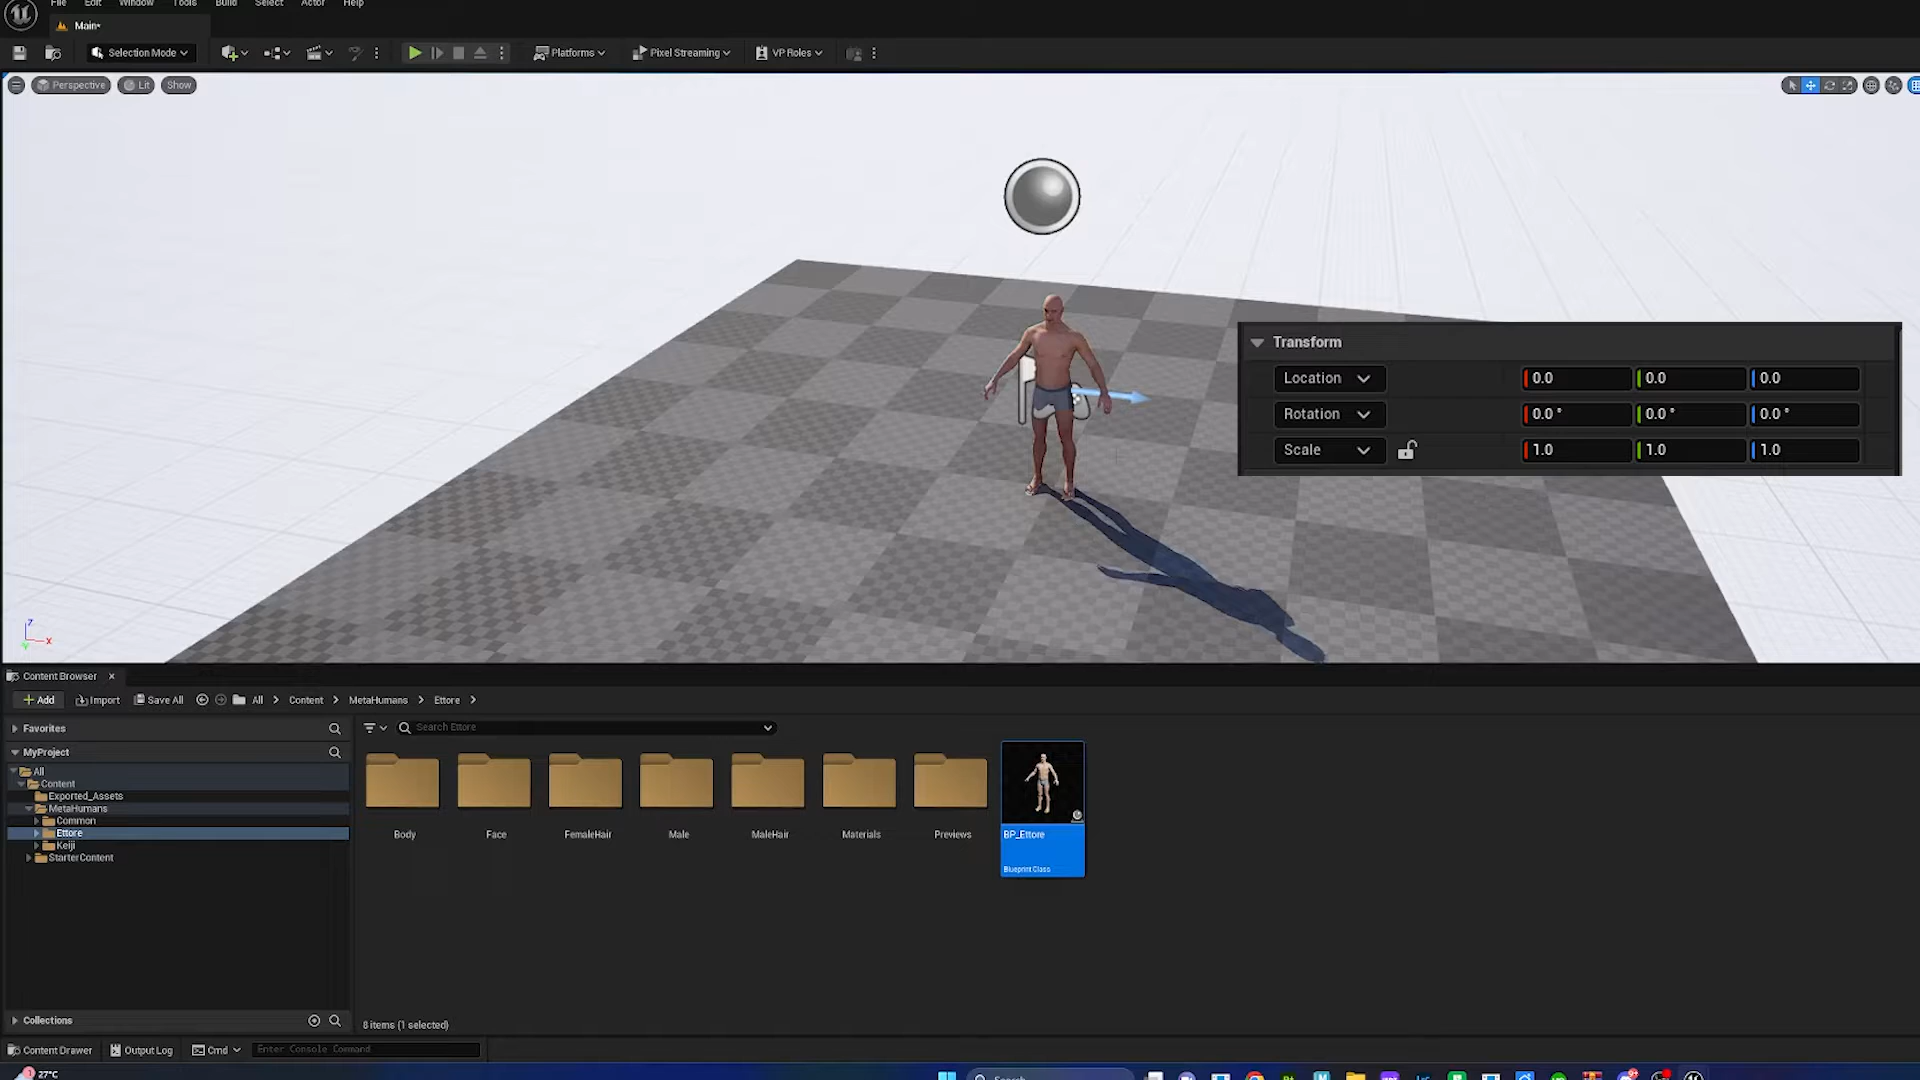 File Edit Window Tools Build Select Actor Help
Main•
Selection Mode Platforms Pixel Streaming VP Roles
Perspective Lit Show
Transform
Location 0.0 0.0 0.0
Rotation 0.0 ° 0.0 ° 0.0 °
Scale 1.0 1.0 1.0
Z
X
Y
Content Browser
Add Import Save All All Content MetaHumans Ettore
Favorites
Search Ettore
MyProject
All
Content
Exported_Assets
MetaHumans
Common
Ettore
Keiji
StarterContent
Body Face FemaleHair Male MaleHair Materials Previews BP_Ettore
Blueprint Class
Collections
8 items (1 selected)
Content Drawer Output Log Cmd Enter Console Command
1 27°C
Search